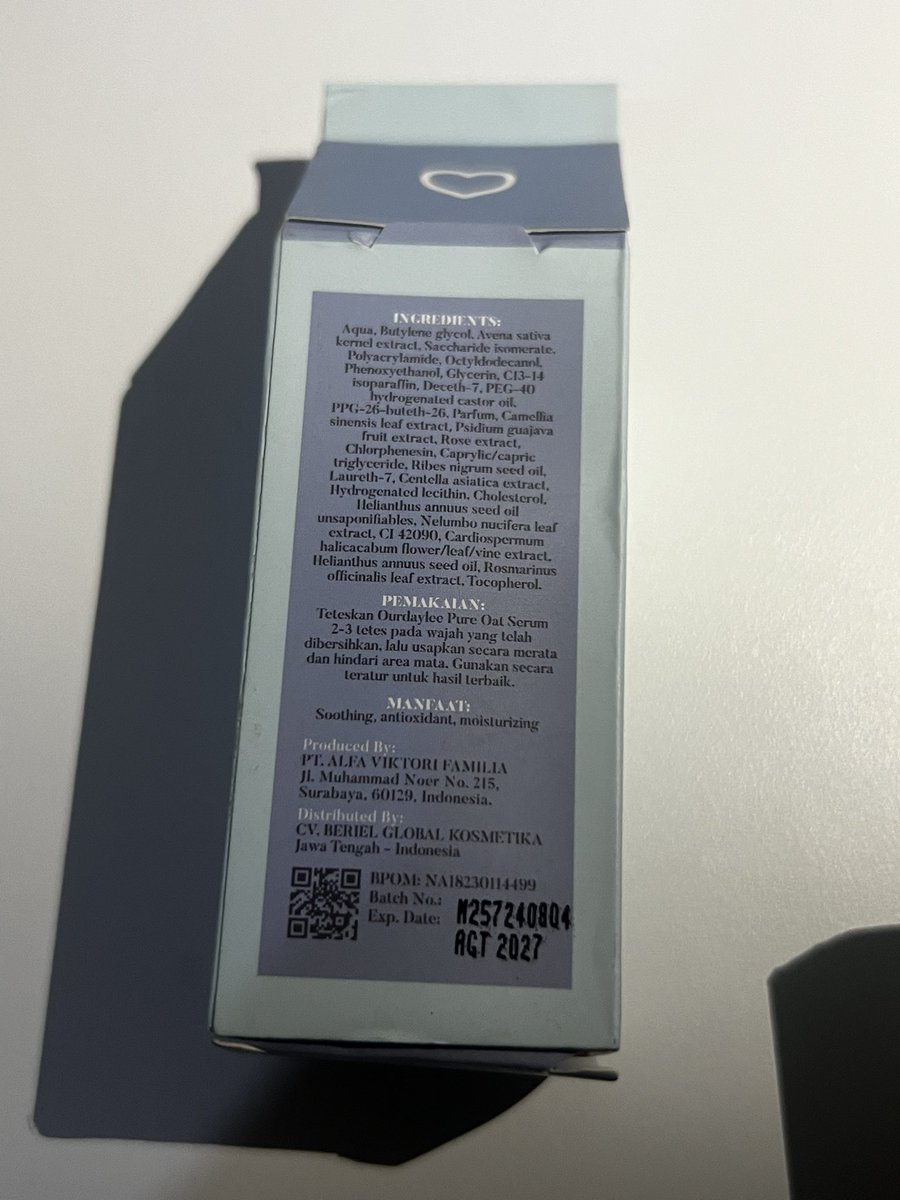 INGREDIENTS:
Aqua, Butylene glycol, Avena sativa
kernel extract, Saccharide isomerate,
Polyacrylamide, Octyldodecanol,
Phenoxyethanol, Glycerin, C13-14
isoparaffin, Deceth-7, PEG-40
hydrogenated castor oil,
PPG-26-buteth-26, Parfum, Camellia
sinensis leaf extract, Psidium guajava
fruit extract, Rose extract,
Chlorphenesin, Caprylic/capric
triglyceride, Ribes nigrum seed oil,
Laureth-7, Centella asiatica extract,
Hydrogenated lecithin, Cholesterol,
Helianthus annuus seed oil
unsaponifiables, Nelumbo nucifera leaf
extract, CI 42090, Cardiospermum
halicacabum flower/leaf/vine extract,
Helianthus annuus seed oil, Rosmarinus
officinalis leaf extract, Tocopherol.
PEMAKAIAN:
Teteskan Ourdaylee Pure Oat Serum
2-3 tetes pada wajah yang telah
dibersihkan, lalu usapkan secara merata
dan hindari area mata. Gunakan secara
teratur untuk hasil terbaik.
MANFAAT:
Soothing, antioxidant, moisturizing
Produced By:
PT. ALFA VIKTORI FAMILIA
Jl. Muhammad Noer No. 215,
Surabaya, 60129, Indonesia.
Distributed By:
CV. BERIEL GLOBAL KOSMETIKA
Jawa Tengah - Indonesia
BPOM: NA18230114499
Batch No.: N257240804
Exp. Date: AGT 2027